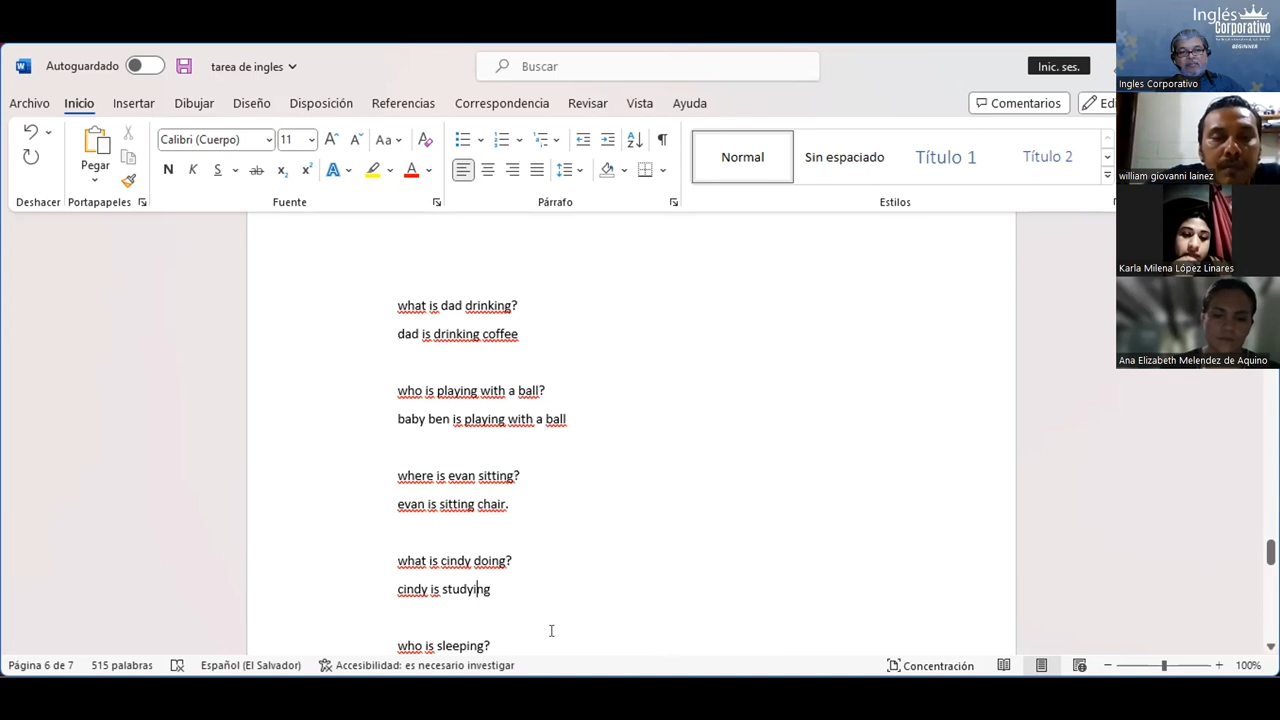 Inglés
Corporativo
BEGINNER
Ingles Corporativo
Autoguardado
tarea de ingles
Buscar
Inic. ses.
Archivo Inicio Insertar Dibujar Diseño Disposición Referencias Correspondencia Revisar Vista Ayuda
Comentarios
Edi
Calibri (Cuerpo) 11
Pegar
Normal
Sin espaciado
Título 1
Título 2
Deshacer Portapapeles Fuente Párrafo Estilos
william giovanni lainez
Karla Milena López Linares
Ana Elizabeth Melendez de Aquino
what is dad drinking?
dad is drinking coffee
who is playing with a ball?
baby ben is playing with a ball
where is evan sitting?
evan is sitting chair.
what is cindy doing?
cindy is studying
who is sleeping?
Página 6 de 7 515 palabras Español (El Salvador) Accesibilidad: es necesario investigar Concentración 100%